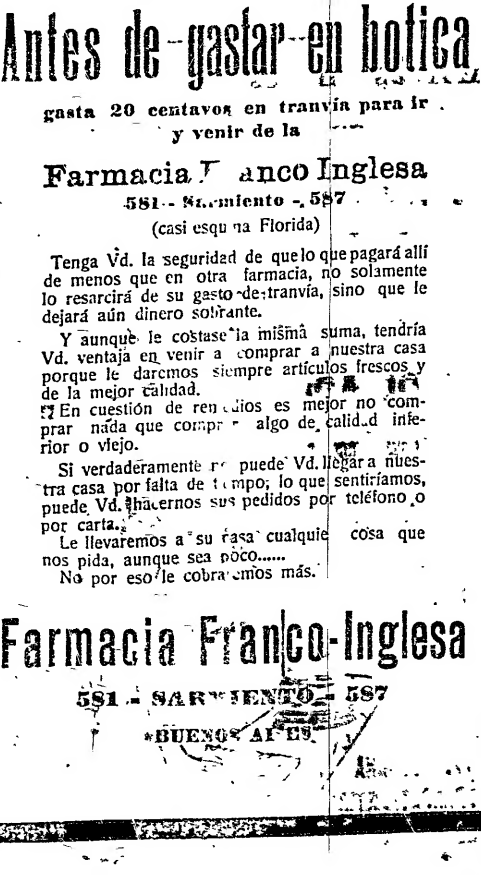 Antes de gastar en botica
gasta 20 centavos en tranvía para ir
y venir de la
Farmacia Franco Inglesa
581 - Sarmiento - 587
(casi esquina Florida)
Tenga Vd. la seguridad de que lo que pagará allí
de menos que en otra farmacia, no solamente
lo resarcirá de su gasto de tranvía, sino que le
dejará aún dinero sobrante.
Y aunque le costase la misma suma, tendría
Vd. ventaja en venir a comprar a nuestra casa
porque le daremos siempre artículos frescos y
de la mejor calidad.
En cuestión de remedios es mejor no com-
prar nada que comprar algo de calidad infe-
rior o viejo.
Si verdaderamente no puede Vd. llegar a nues-
tra casa por falta de tiempo; lo que sentiríamos,
puede Vd. hacernos sus pedidos por teléfono o
por carta.
Le llevaremos a su casa cualquie cosa que
nos pida, aunque sea poco......
No por eso le cobraremos más.
Farmacia Franco-Inglesa
581 - SARMIENTO - 587
BUENOS AIRES